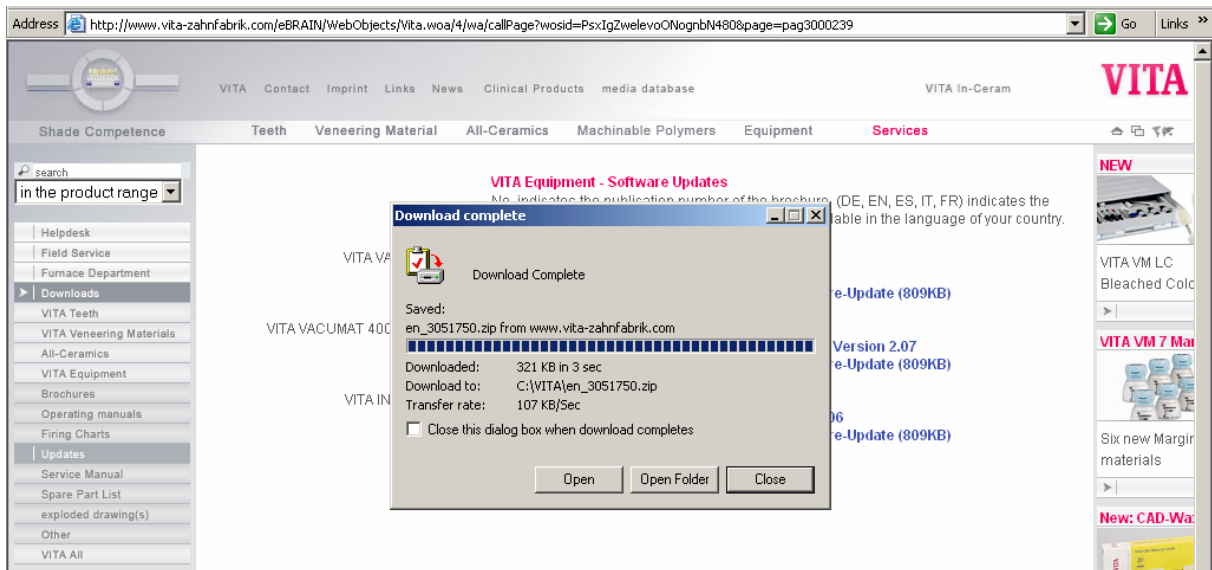 Address http://www.vita-zahnfabrik.com/eBRAIN/WebObjects/Vita.woa/4/wa/callPage?wosid=PsxIgZwelevoONognbN480&page=pag3000239 Go Links »
VITA Contact Imprint Links News Clinical Products media database VITA In-Ceram VITA
Shade Competence Teeth Veneering Material All-Ceramics Machinable Polymers Equipment Services
search
in the product range
Helpdesk
Field Service
Furnace Department
Downloads
VITA Teeth
VITA Veneering Materials
All-Ceramics
VITA Equipment
Brochures
Operating manuals
Firing Charts
Updates
Service Manual
Spare Part List
exploded drawing(s)
Other
VITA All
VITA Equipment - Software Updates
No. indicates the publication number of the brochure, (DE, EN, ES, IT, FR) indicates the
lable in the language of your country.
VITA VA
e-Update (809KB)
VITA VACUMAT 400
Version 2.07
e-Update (809KB)
VITA IN
06
e-Update (809KB)
Download complete
Download Complete
Saved:
en_3051750.zip from www.vita-zahnfabrik.com
Downloaded: 321 KB in 3 sec
Download to: C:\VITA\en_3051750.zip
Transfer rate: 107 KB/Sec
Close this dialog box when download completes
Open Open Folder Close
NEW
VITA VM LC
Bleached Colo
VITA VM 7 Mar
Six new Margin
materials
New: CAD-Wax